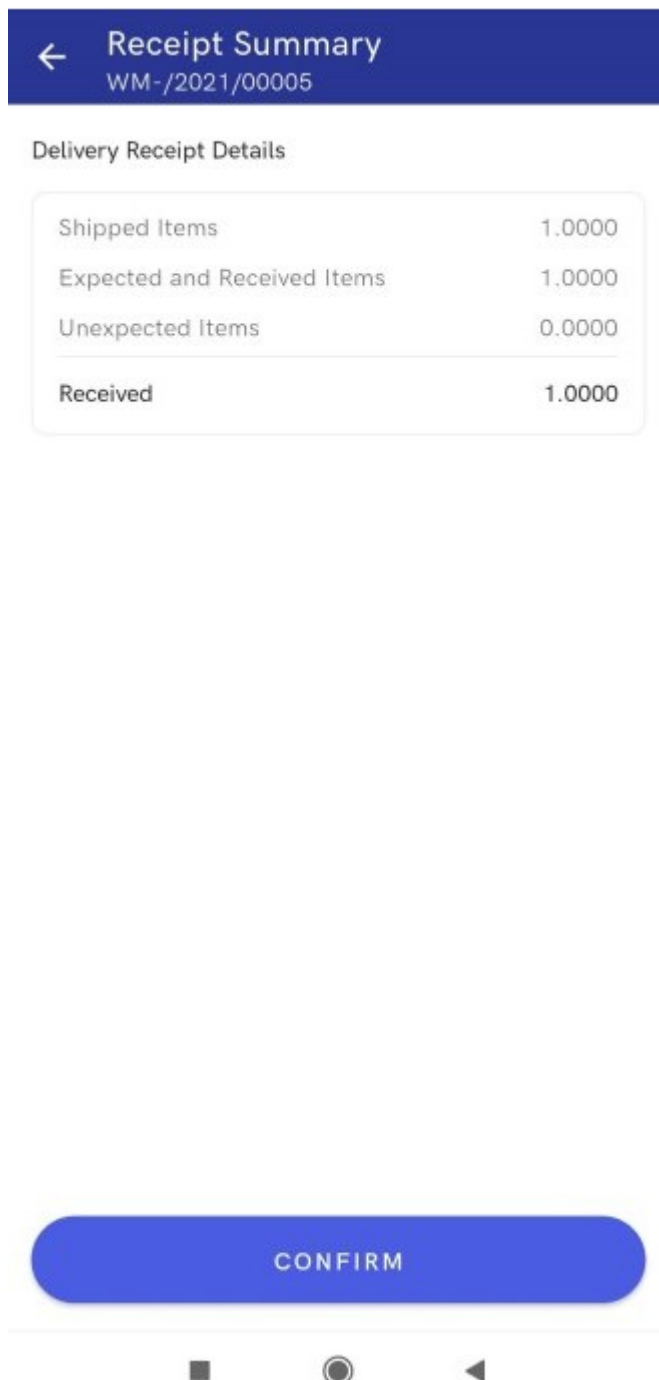 Receipt Summary
WM-/2021/00005
Delivery Receipt Details
Shipped Items 1.0000
Expected and Received Items 1.0000
Unexpected Items 0.0000
Received 1.0000
CONFIRM